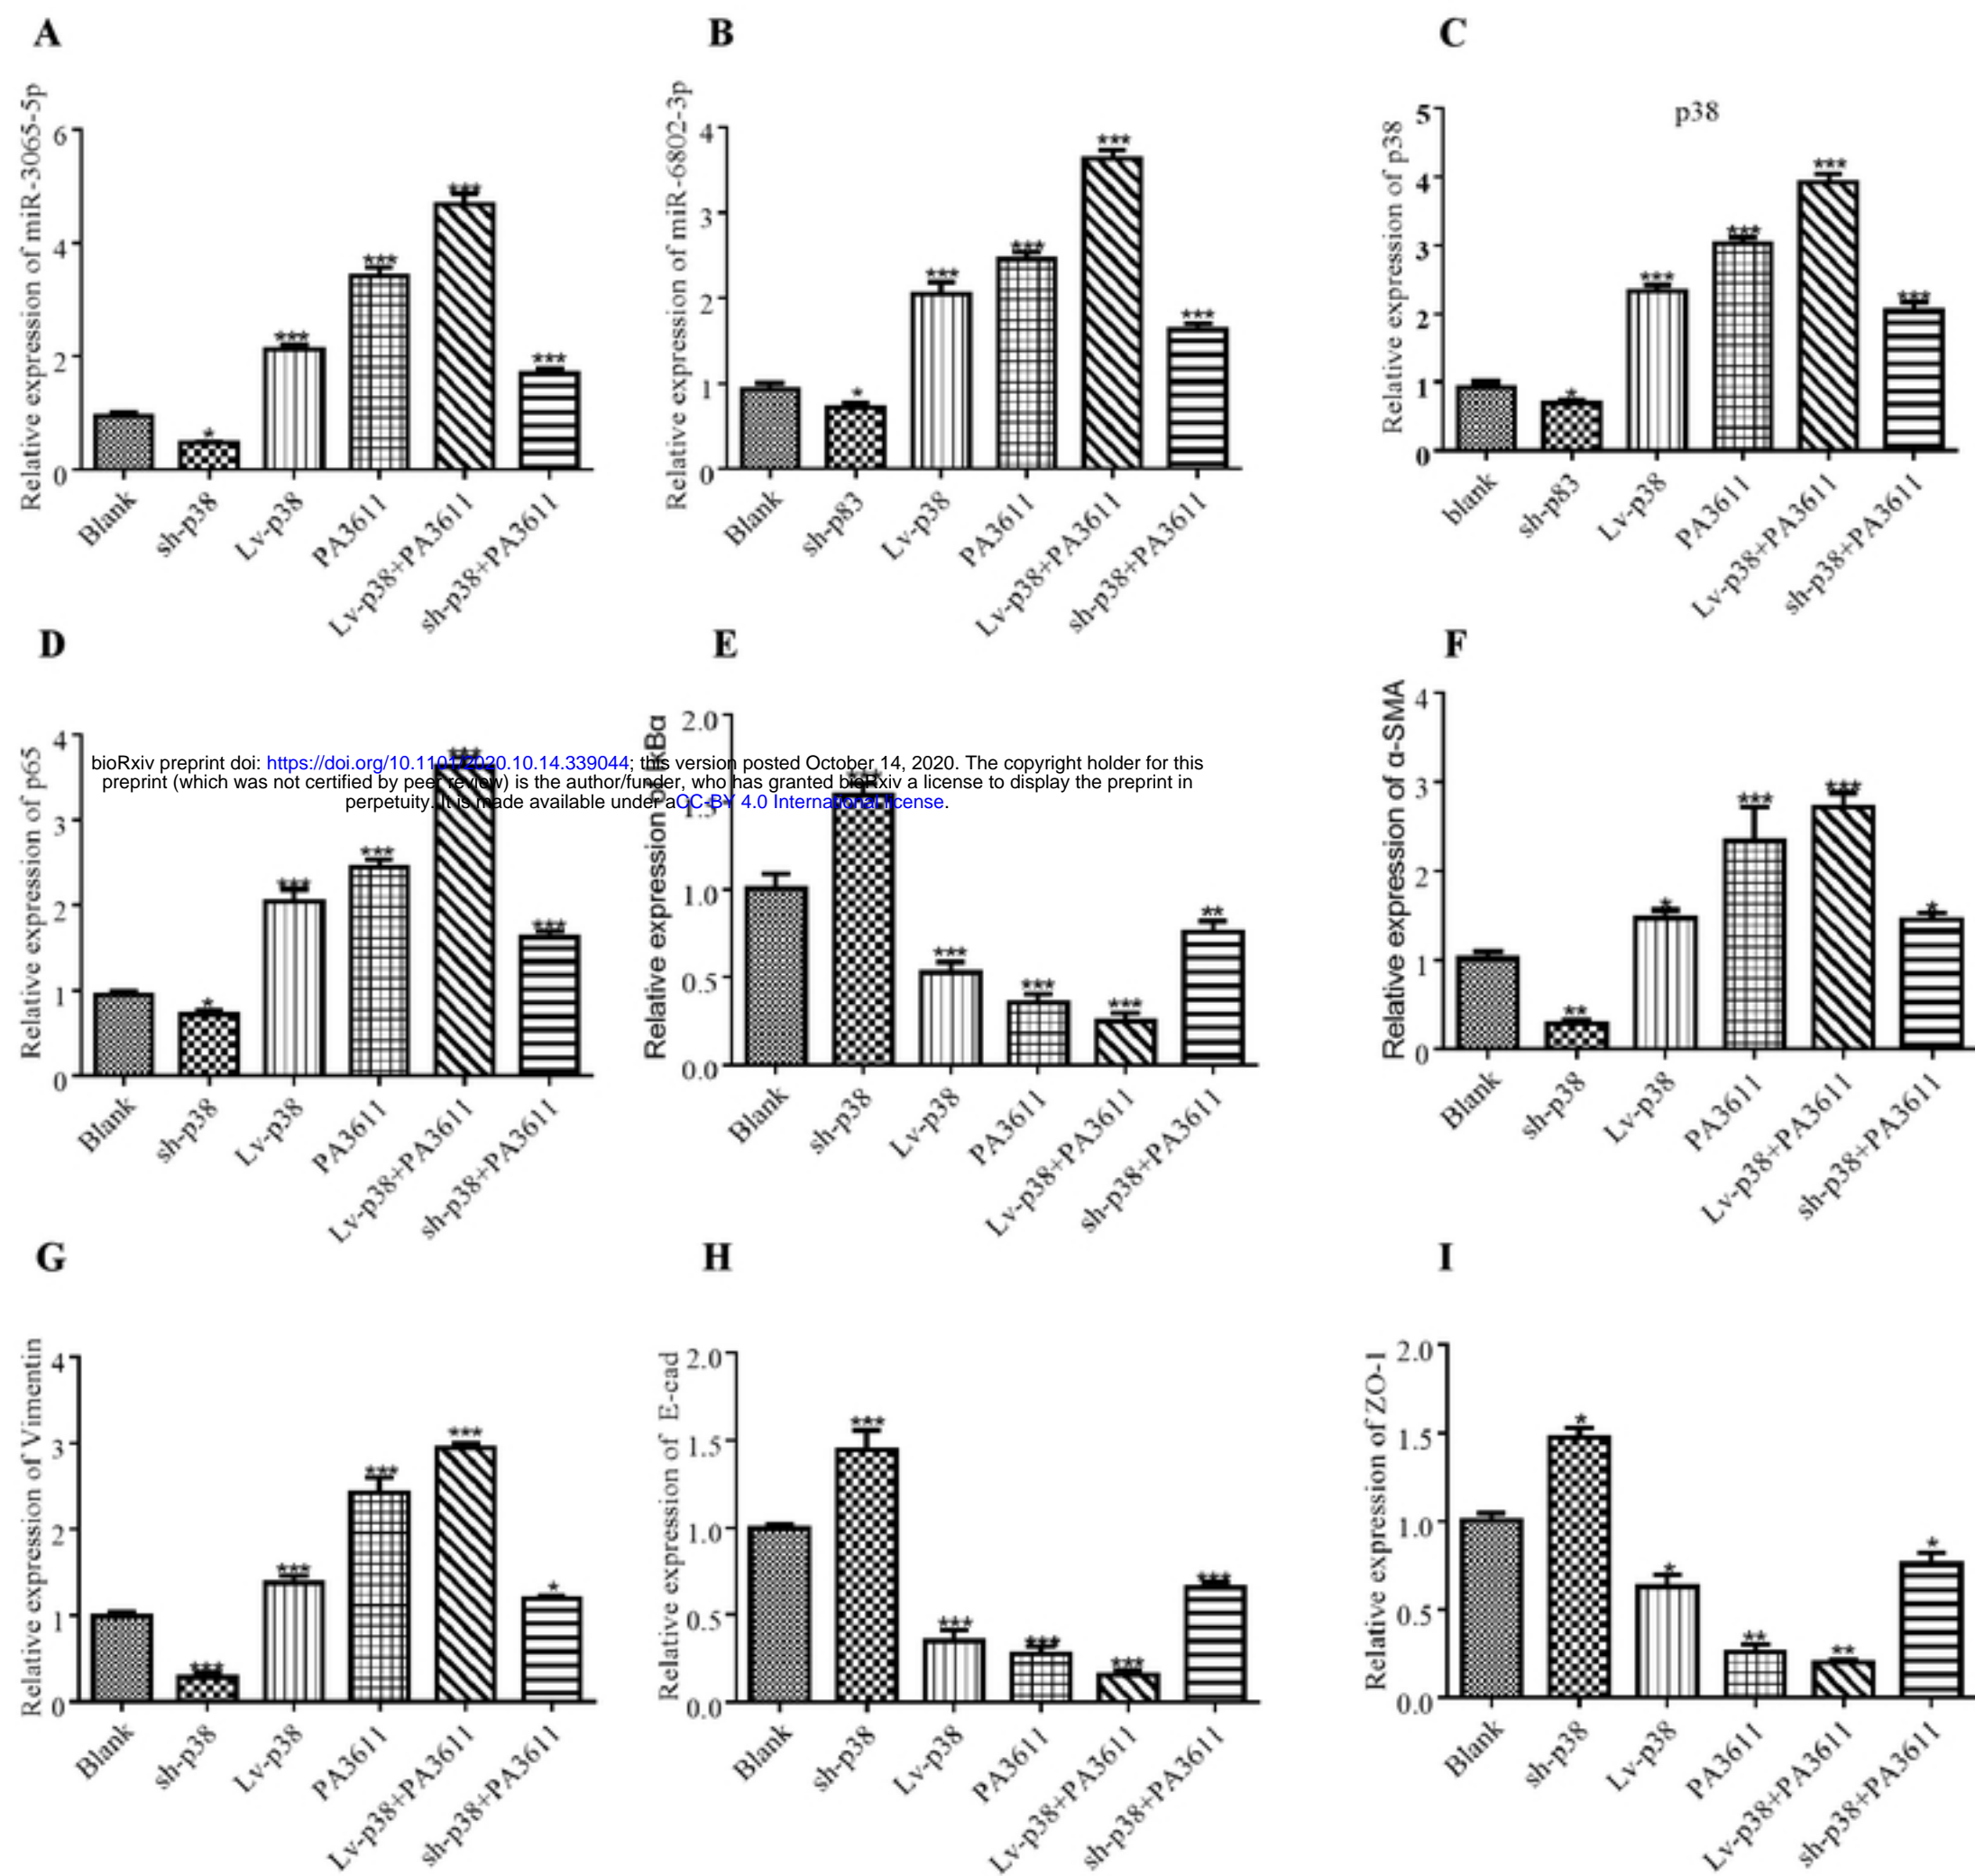 A
Relative expression of miR-3065-5p
6
4
2
0
***
***
***
***
*
Blank
sh-p38
Lv-p38
PA3611
Lv-p38+PA3611
sh-p38+PA3611
B
Relative expression of miR-6802-3p
4
3
2
1
0
***
***
***
***
*
Blank
sh-p83
Lv-p38
PA3611
Lv-p38+PA3611
sh-p38+PA3611
C
p38
Relative expression of p38
5
4
3
2
1
0
***
***
***
***
*
blank
sh-p83
Lv-p38
PA3611
Lv-p38+PA3611
sh-p38+PA3611
bioRxiv preprint doi: https://doi.org/10.1101/2020.10.14.339044; this version posted October 14, 2020. The copyright holder for this
preprint (which was not certified by peer review) is the author/funder, who has granted bioRxiv a license to display the preprint in
perpetuity. It is made available under aCC-BY 4.0 International license.
D
Relative expression of p65
4
3
2
1
0
***
***
***
***
*
Blank
sh-p38
Lv-p38
PA3611
Lv-p38+PA3611
sh-p38+PA3611
E
Relative expression of IκBα
2.0
1.5
1.0
0.5
0.0
***
**
***
***
***
Blank
sh-p38
Lv-p38
PA3611
Lv-p38+PA3611
sh-p38+PA3611
F
Relative expression of α-SMA
4
3
2
1
0
***
***
*
*
**
Blank
sh-p38
Lv-p38
PA3611
Lv-p38+PA3611
sh-p38+PA3611
G
Relative expression of Vimentin
4
3
2
1
0
***
***
***
*
***
Blank
sh-p38
Lv-p38
PA3611
Lv-p38+PA3611
sh-p38+PA3611
H
Relative expression of E-cad
2.0
1.5
1.0
0.5
0.0
***
***
***
***
***
Blank
sh-p38
Lv-p38
PA3611
Lv-p38+PA3611
sh-p38+PA3611
I
Relative expression of ZO-1
2.0
1.5
1.0
0.5
0.0
*
*
*
**
**
Blank
sh-p38
Lv-p38
PA3611
Lv-p38+PA3611
sh-p38+PA3611